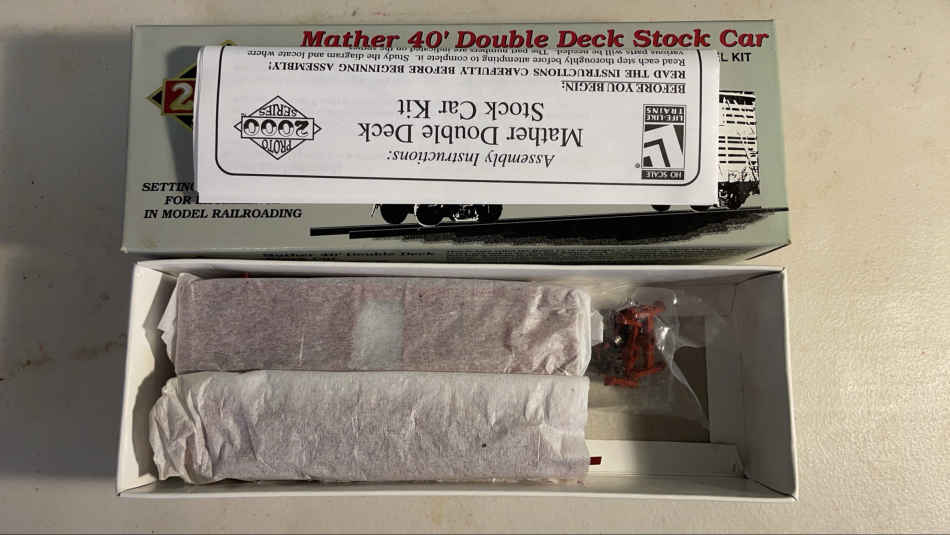 Mather 40' Double Deck Stock Car
KIT
2
SETTING
FOR
IN MODEL RAILROADING
Mather 40' Double Deck
HO SCALE
LIFE-LIKE
TRAINS
®
PROTO
2000
SERIES
Assembly Instructions:
Mather Double Deck
Stock Car Kit
BEFORE YOU BEGIN:
READ THE INSTRUCTIONS CAREFULLY BEFORE BEGINNING ASSEMBLY!
Read each step thoroughly before attempting to complete it. Study the diagram and locate where
various parts will be needed. The part numbers are indicated on the sprues